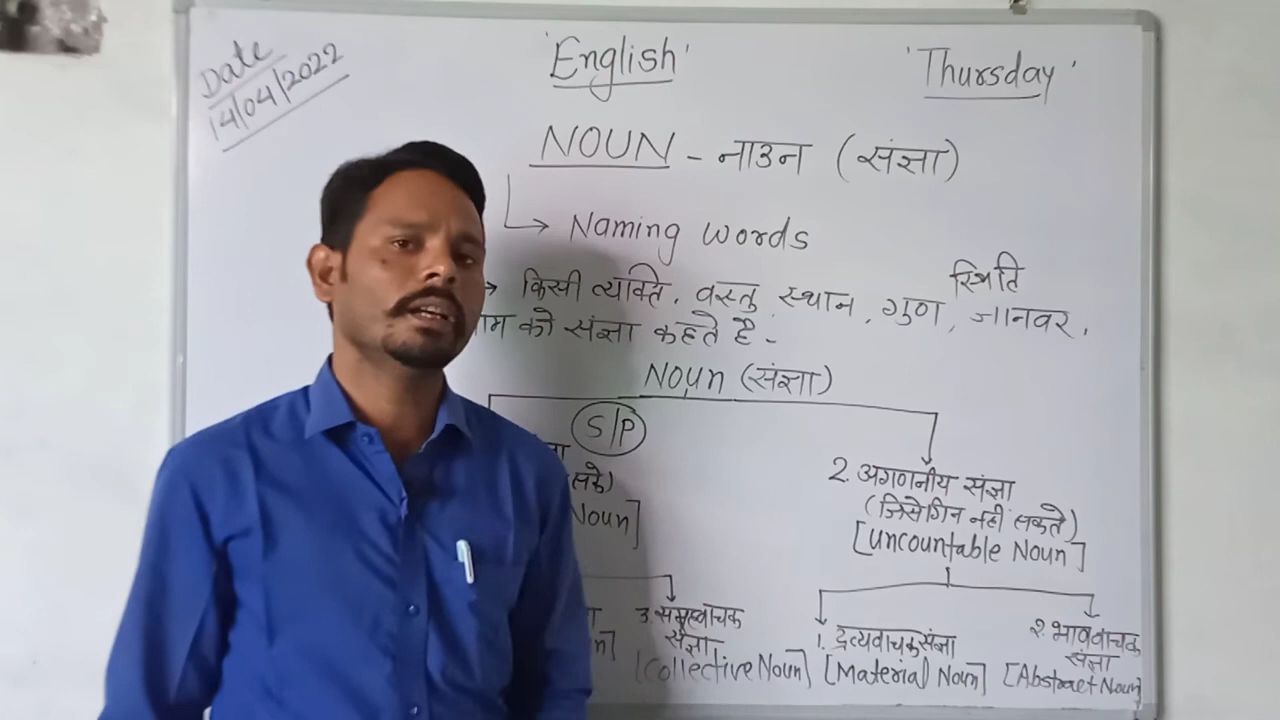 Date
14/04/2022
'English'
'Thursday'
NOUN - नाउन (संज्ञा)
Naming words
स्थिति
किसी व्यक्ति, वस्तु, स्थान, गुण, जानवर,
को संज्ञा कहते है -
Noun (संज्ञा)
S/P
2. अगणनीय संज्ञा
(जिसे गिन नहीं सकते)
Noun]
[Uncountable Noun]
3. समूहवाचक
संज्ञा
[Collective Noun]
1. द्रव्यवाचक संज्ञा
[Material Noun]
२. भाववाचक
संज्ञा
[Abstract Noun]